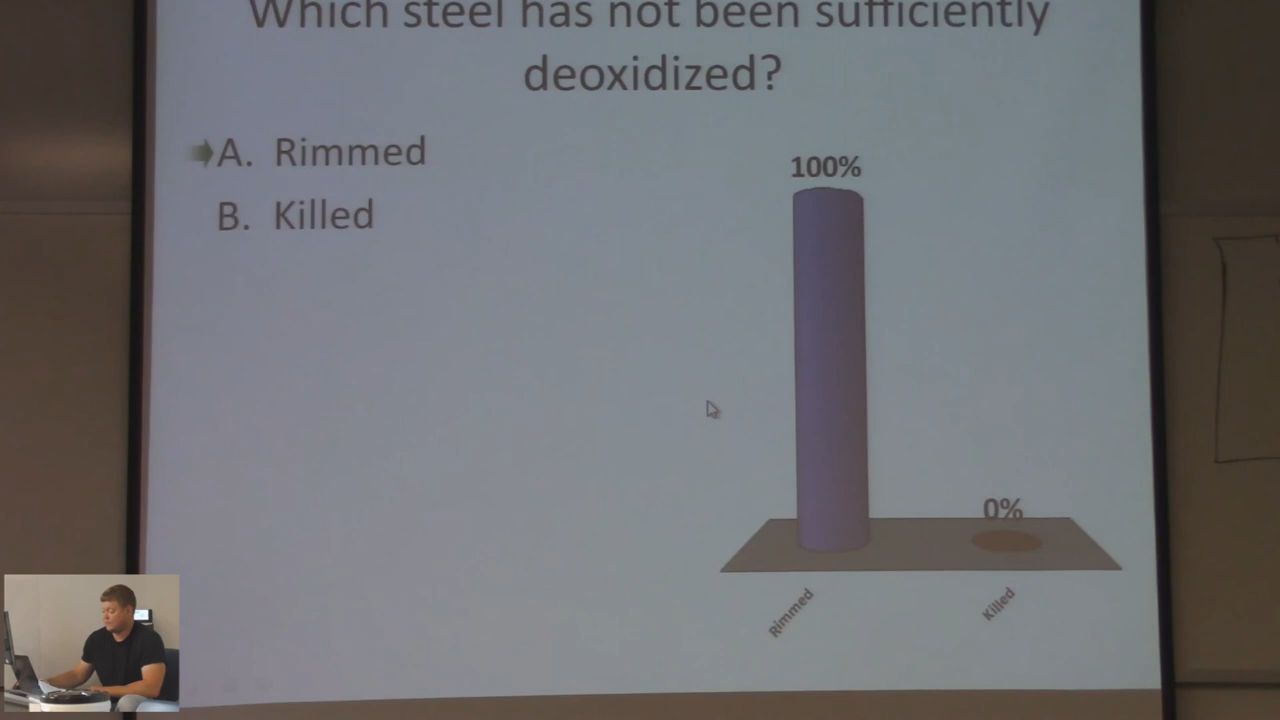 Which steel has not been sufficiently
deoxidized?
A. Rimmed
B. Killed
100%
0%
Rimmed
Killed